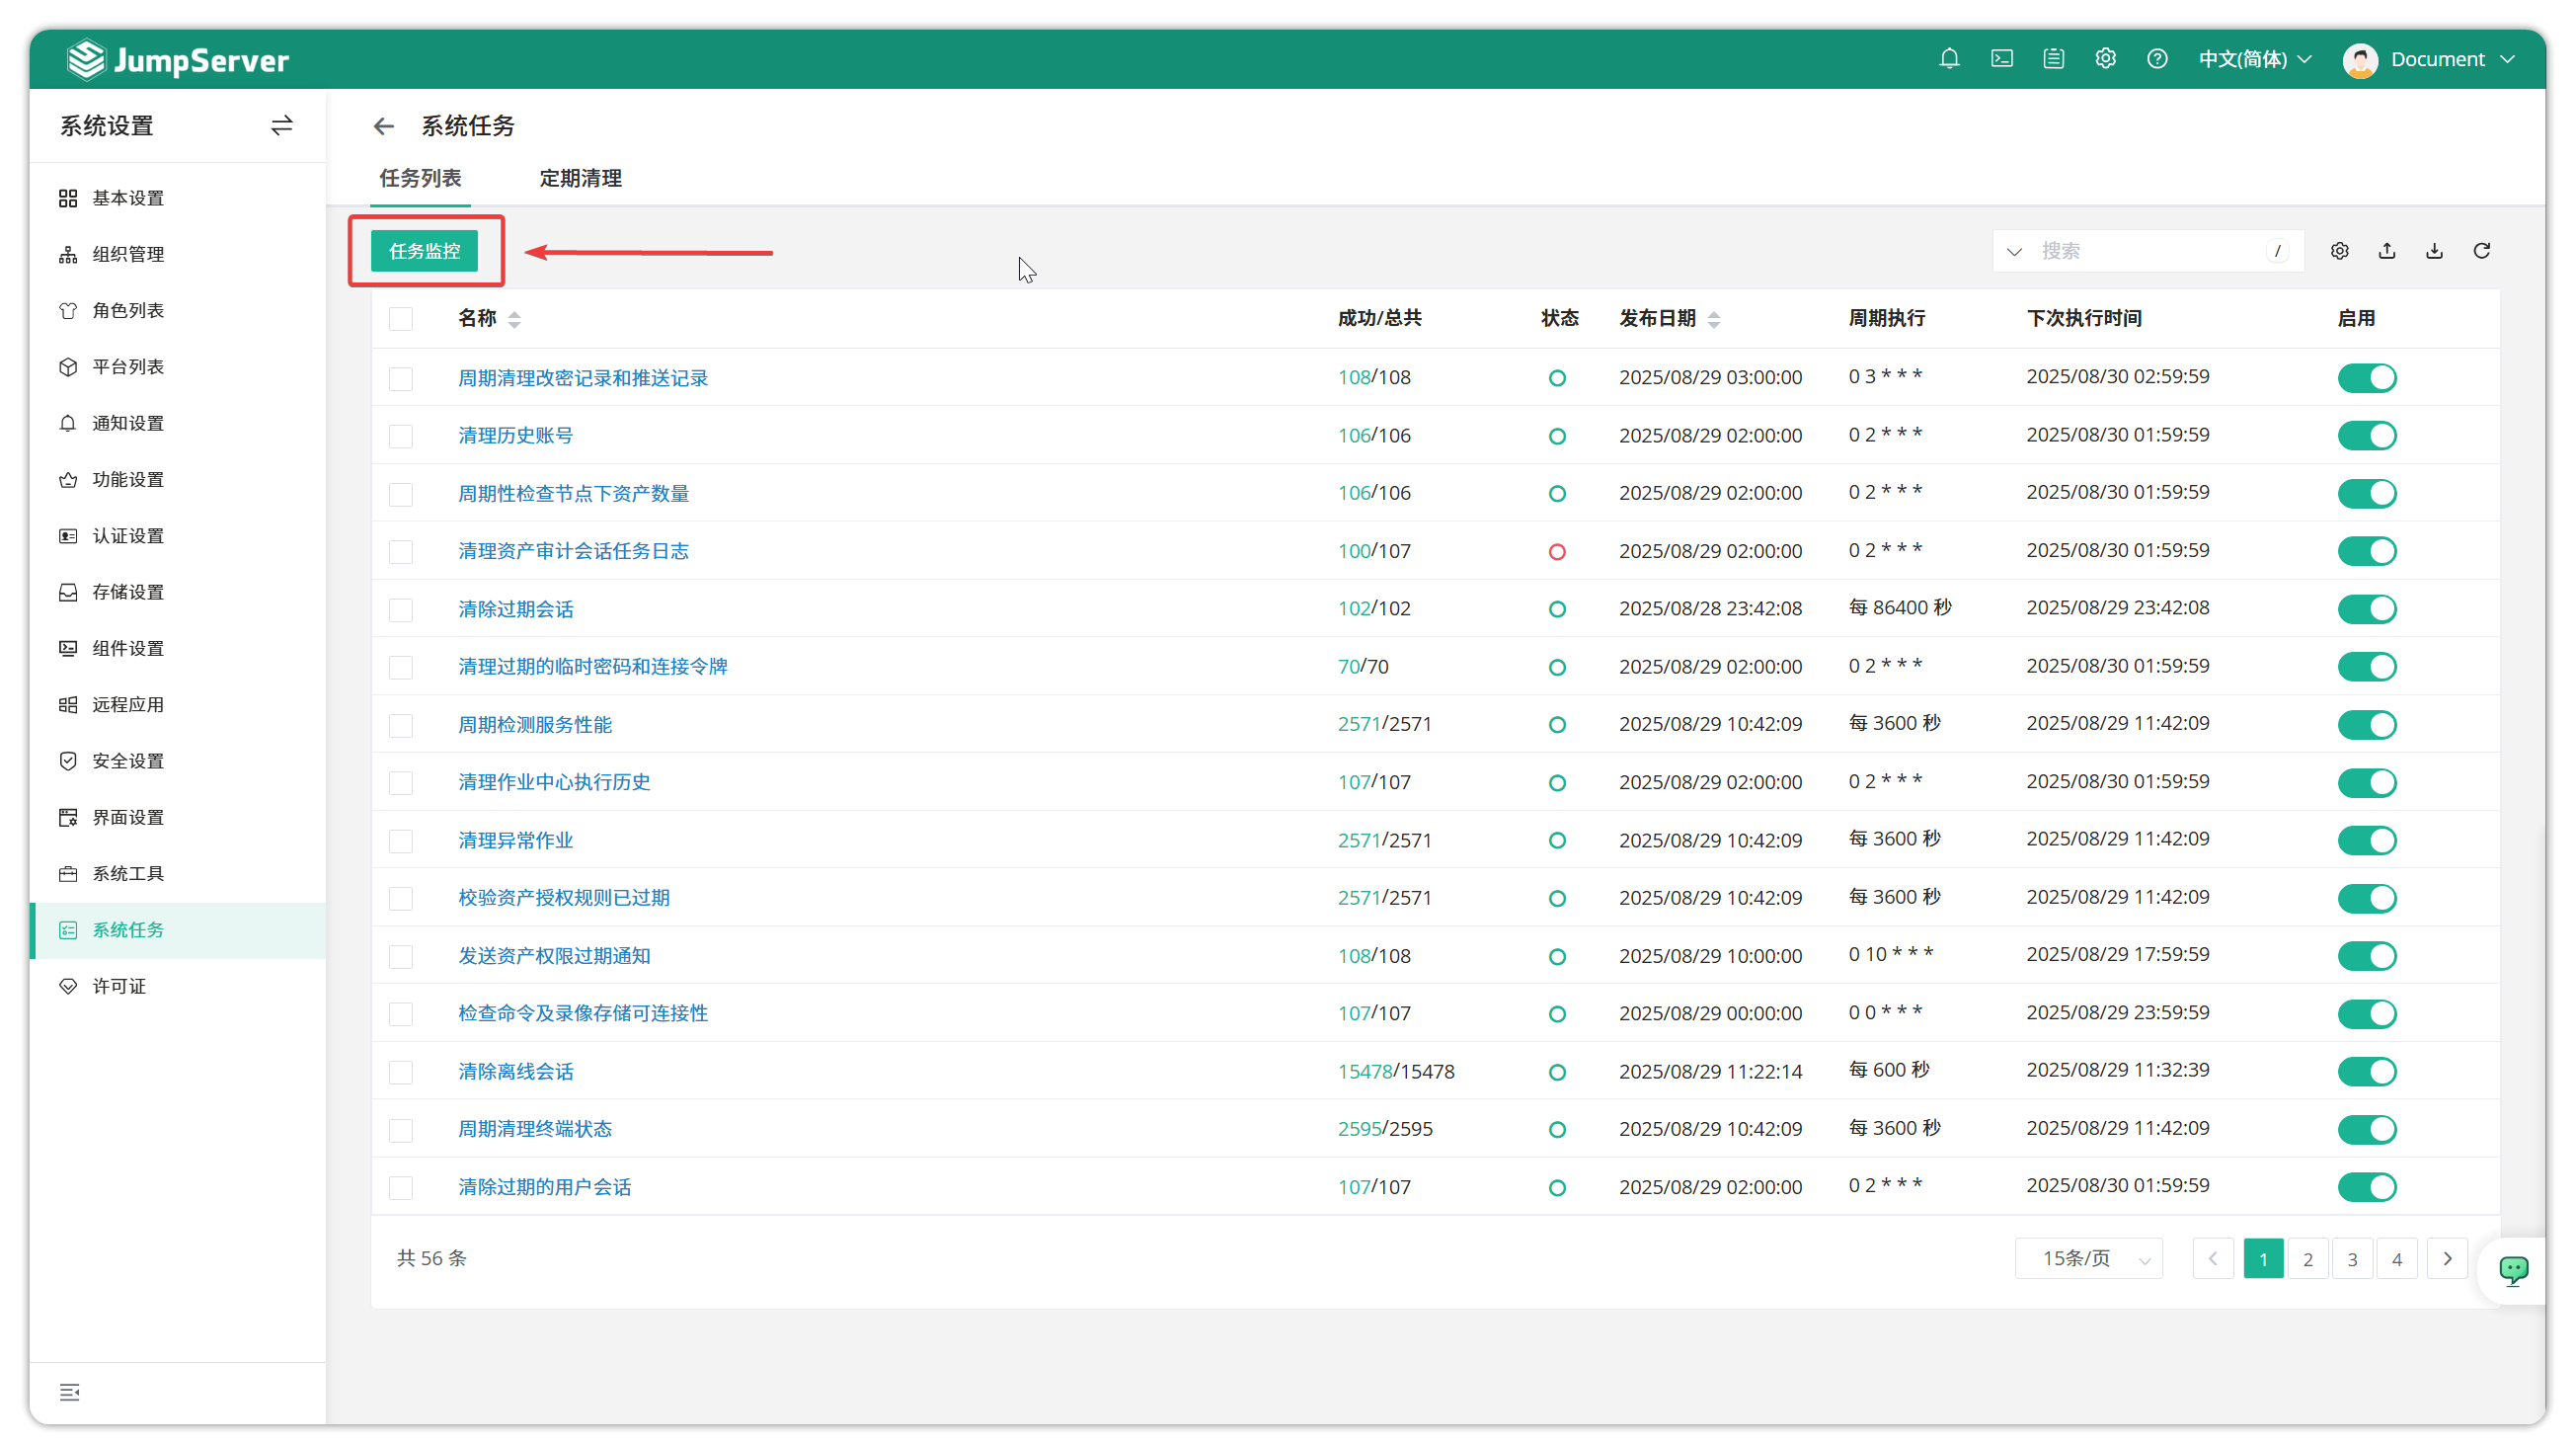 JumpServer
中文(简体)
Document
系统设置
基本设置
组织管理
角色列表
平台列表
通知设置
功能设置
认证设置
存储设置
组件设置
远程应用
安全设置
界面设置
系统工具
系统任务
许可证
系统任务
任务列表 定期清理
任务监控
搜索 /
名称 成功/总共 状态 发布日期 周期执行 下次执行时间 启用
周期清理改密记录和推送记录 108/108 2025/08/29 03:00:00 0 3 * * * 2025/08/30 02:59:59
清理历史账号 106/106 2025/08/29 02:00:00 0 2 * * * 2025/08/30 01:59:59
周期性检查节点下资产数量 106/106 2025/08/29 02:00:00 0 2 * * * 2025/08/30 01:59:59
清理资产审计会话任务日志 100/107 2025/08/29 02:00:00 0 2 * * * 2025/08/30 01:59:59
清除过期会话 102/102 2025/08/28 23:42:08 每 86400 秒 2025/08/29 23:42:08
清理过期的临时密码和连接令牌 70/70 2025/08/29 02:00:00 0 2 * * * 2025/08/30 01:59:59
周期检测服务性能 2571/2571 2025/08/29 10:42:09 每 3600 秒 2025/08/29 11:42:09
清理作业中心执行历史 107/107 2025/08/29 02:00:00 0 2 * * * 2025/08/30 01:59:59
清理异常作业 2571/2571 2025/08/29 10:42:09 每 3600 秒 2025/08/29 11:42:09
校验资产授权规则已过期 2571/2571 2025/08/29 10:42:09 每 3600 秒 2025/08/29 11:42:09
发送资产权限过期通知 108/108 2025/08/29 10:00:00 0 10 * * * 2025/08/29 17:59:59
检查命令及录像存储可连接性 107/107 2025/08/29 00:00:00 0 0 * * * 2025/08/29 23:59:59
清除离线会话 15478/15478 2025/08/29 11:22:14 每 600 秒 2025/08/29 11:32:39
周期清理终端状态 2595/2595 2025/08/29 10:42:09 每 3600 秒 2025/08/29 11:42:09
清除过期的用户会话 107/107 2025/08/29 02:00:00 0 2 * * * 2025/08/30 01:59:59
共 56 条 15条/页 1 2 3 4